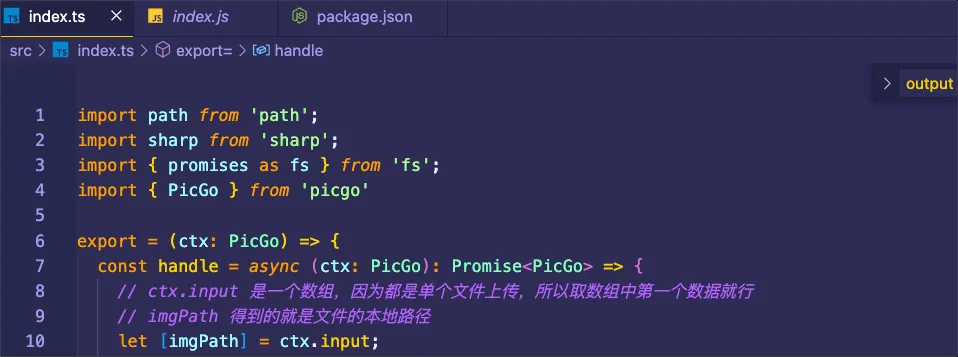 TS index.ts × JS index.js package.json
src > TS index.ts > export= > handle
> output
1 import path from 'path';
2 import sharp from 'sharp';
3 import { promises as fs } from 'fs';
4 import { PicGo } from 'picgo'
5
6 export = (ctx: PicGo) => {
7 const handle = async (ctx: PicGo): Promise<PicGo> => {
8 // ctx.input 是一个数组，因为都是单个文件上传，所以取数组中第一个数据就行
9 // imgPath 得到的就是文件的本地路径
10 let [imgPath] = ctx.input;